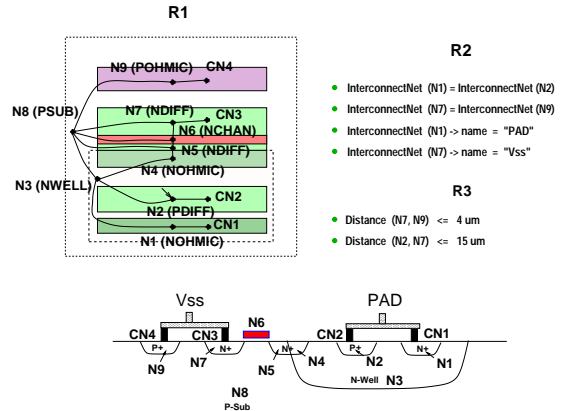 R1
N9 (POHMIC) CN4
N8 (PSUB)
N7 (NDIFF) CN3
N6 (NCHAN)
N5 (NDIFF)
N4 (NOHMIC)
N3 (NWELL)
CN2
N2 (PDIFF)
CN1
N1 (NOHMIC)
R2
InterconnectNet (N1) = InterconnectNet (N2)
InterconnectNet (N7) = InterconnectNet (N9)
InterconnectNet (N1) -> name = "PAD"
InterconnectNet (N7) -> name = "Vss"
R3
Distance (N7, N9) <= 4 um
Distance (N2, N7) <= 15 um
Vss PAD
CN4 CN3 N6 CN2 CN1
P+ N+ N+ P+ N+
N9 N7 N5 N4 N2 N1
N-Well N3
N8
P-Sub